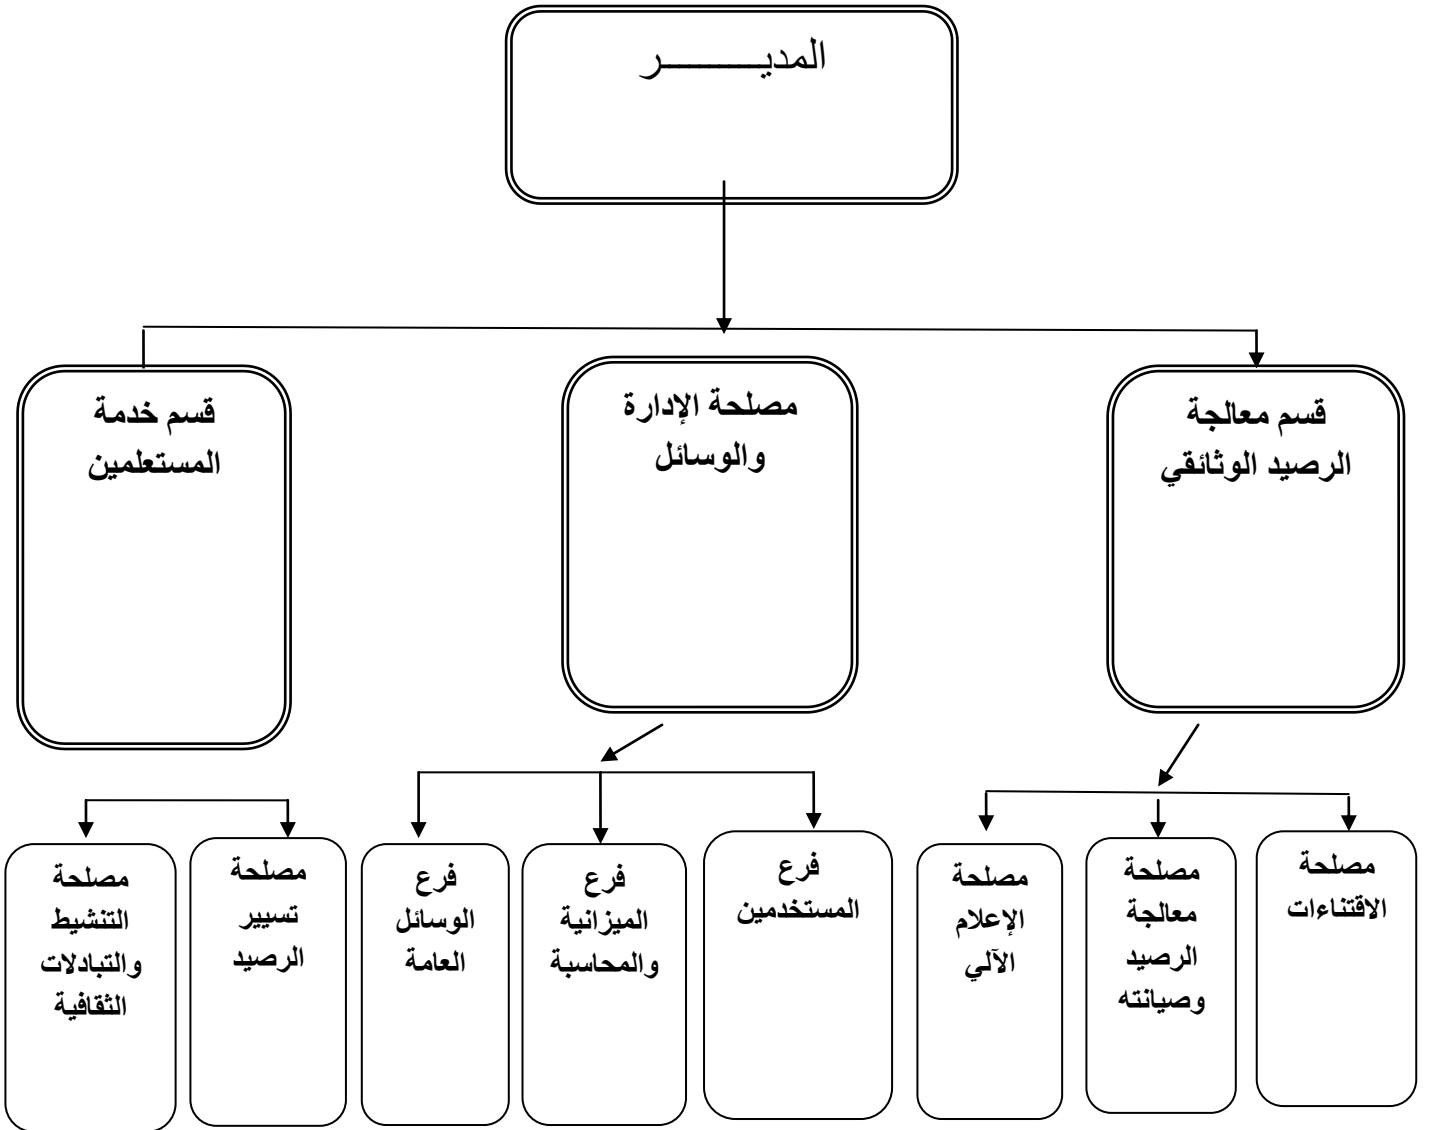 المديـــــــــر
قسم معالجة
الرصيد الوثائقي
مصلحة الإدارة
والوسائل
قسم خدمة
المستعلمين
مصلحة
الاقتناءات
مصلحة
معالجة
الرصيد
وصيانته
مصلحة
الإعلام
الآلي
فرع
المستخدمين
فرع
الميزانية
والمحاسبة
فرع
الوسائل
العامة
مصلحة
تسيير
الرصيد
مصلحة
التنشيط
والتبادلات
الثقافية